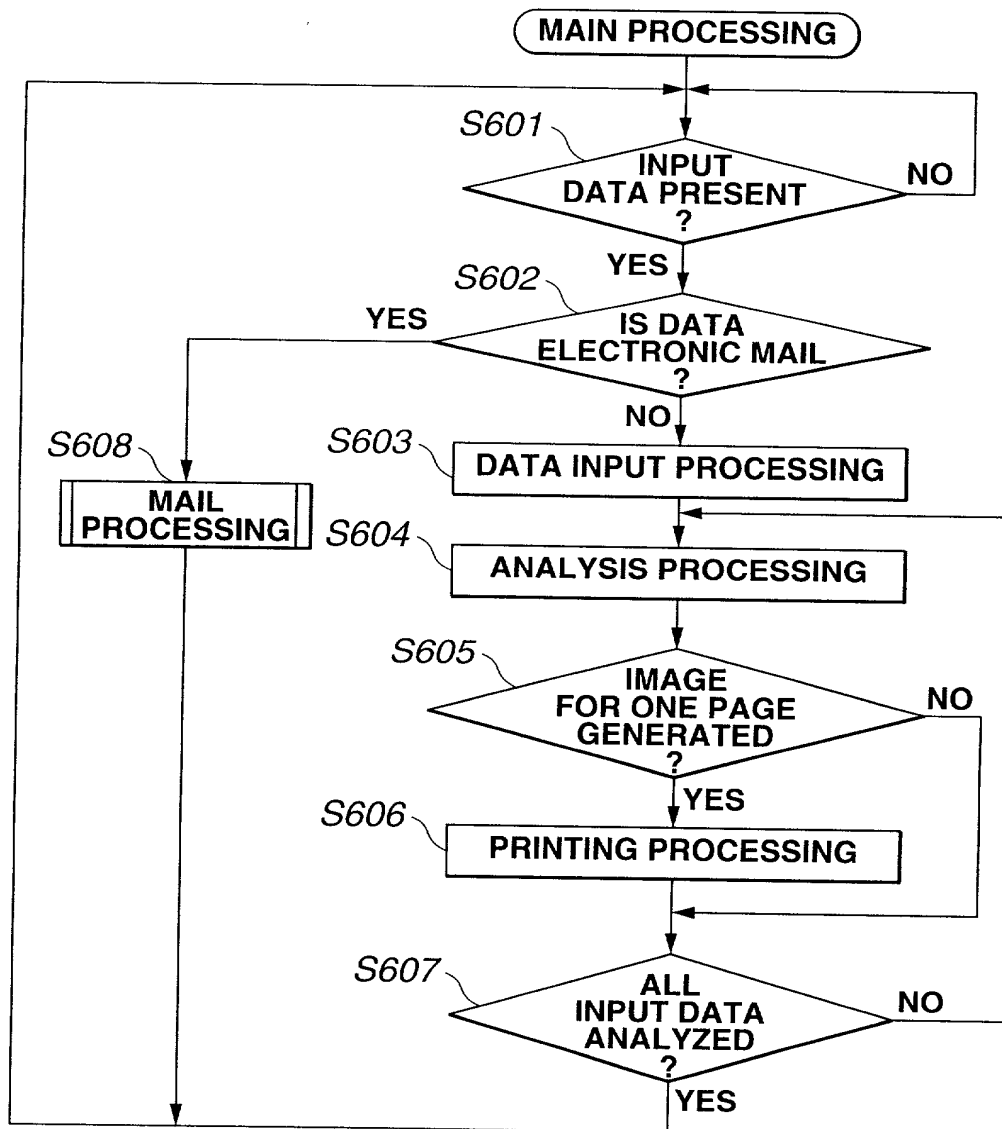 MAIN PROCESSING
S601
INPUT
DATA PRESENT
?
NO
YES
S602
YES
IS DATA
ELECTRONIC MAIL
?
NO
S603
DATA INPUT PROCESSING
S608
MAIL
PROCESSING
S604
ANALYSIS PROCESSING
S605
IMAGE
FOR ONE PAGE
GENERATED
?
NO
YES
S606
PRINTING PROCESSING
S607
ALL
INPUT DATA
ANALYZED
?
NO
YES